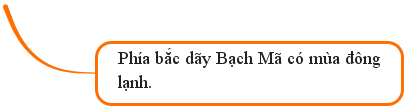 Phía bắc dãy Bạch Mã có mùa đông
lạnh.